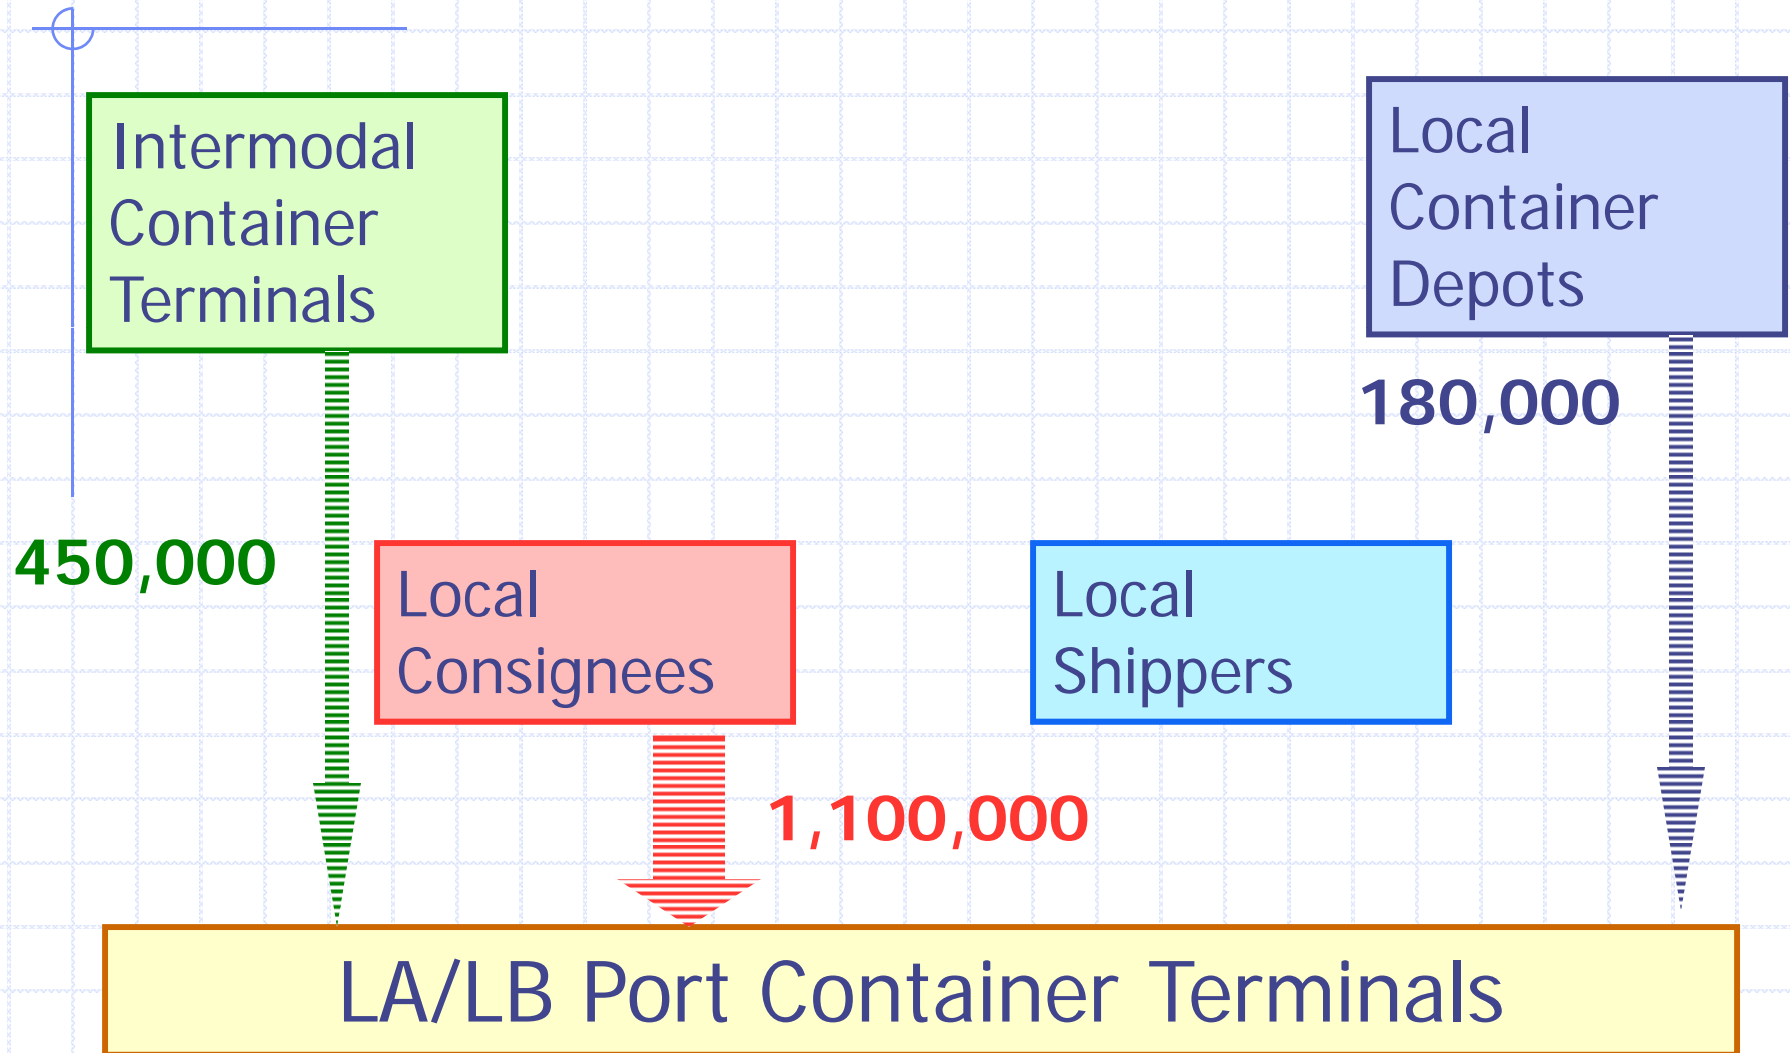 Intermodal
Container
Terminals
Local
Container
Depots
180,000
450,000
Local
Consignees
Local
Shippers
1,100,000
LA/LB Port Container Terminals